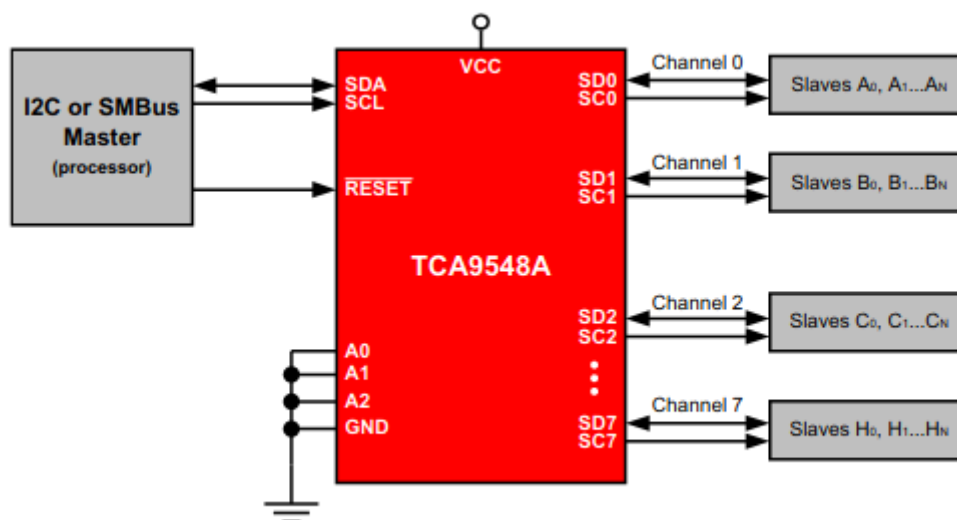 I2C or SMBus
Master
(processor)
VCC
SDA
SCL
RESET
TCA9548A
A0
A1
A2
GND
SD0
SC0
SD1
SC1
SD2
SC2
SD7
SC7
Channel 0
Slaves A0, A1...AN
Channel 1
Slaves B0, B1...BN
Channel 2
Slaves C0, C1...CN
Channel 7
Slaves H0, H1...HN